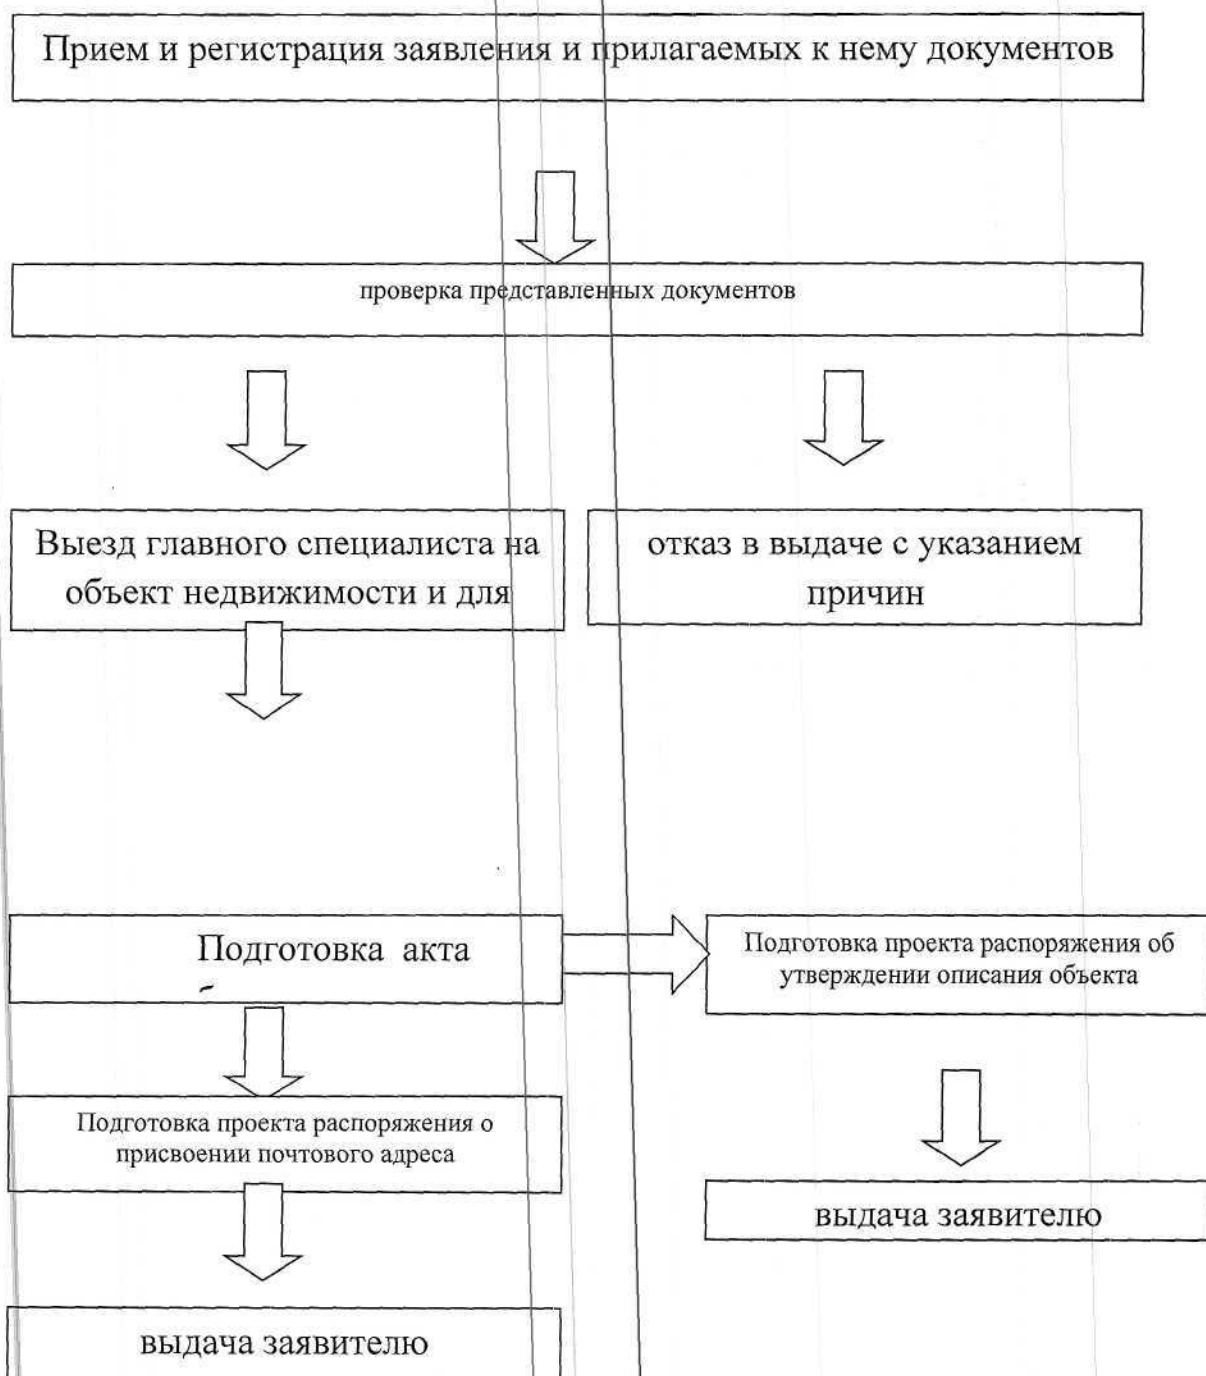 Прием и регистрация заявления и прилагаемых к нему документов
проверка представленных документов
Выезд главного специалиста на
объект недвижимости и для
отказ в выдаче с указанием
причин
Подготовка акта
Подготовка проекта распоряжения об
утверждении описания объекта
Подготовка проекта распоряжения о
присвоении почтового адреса
выдача заявителю
выдача заявителю